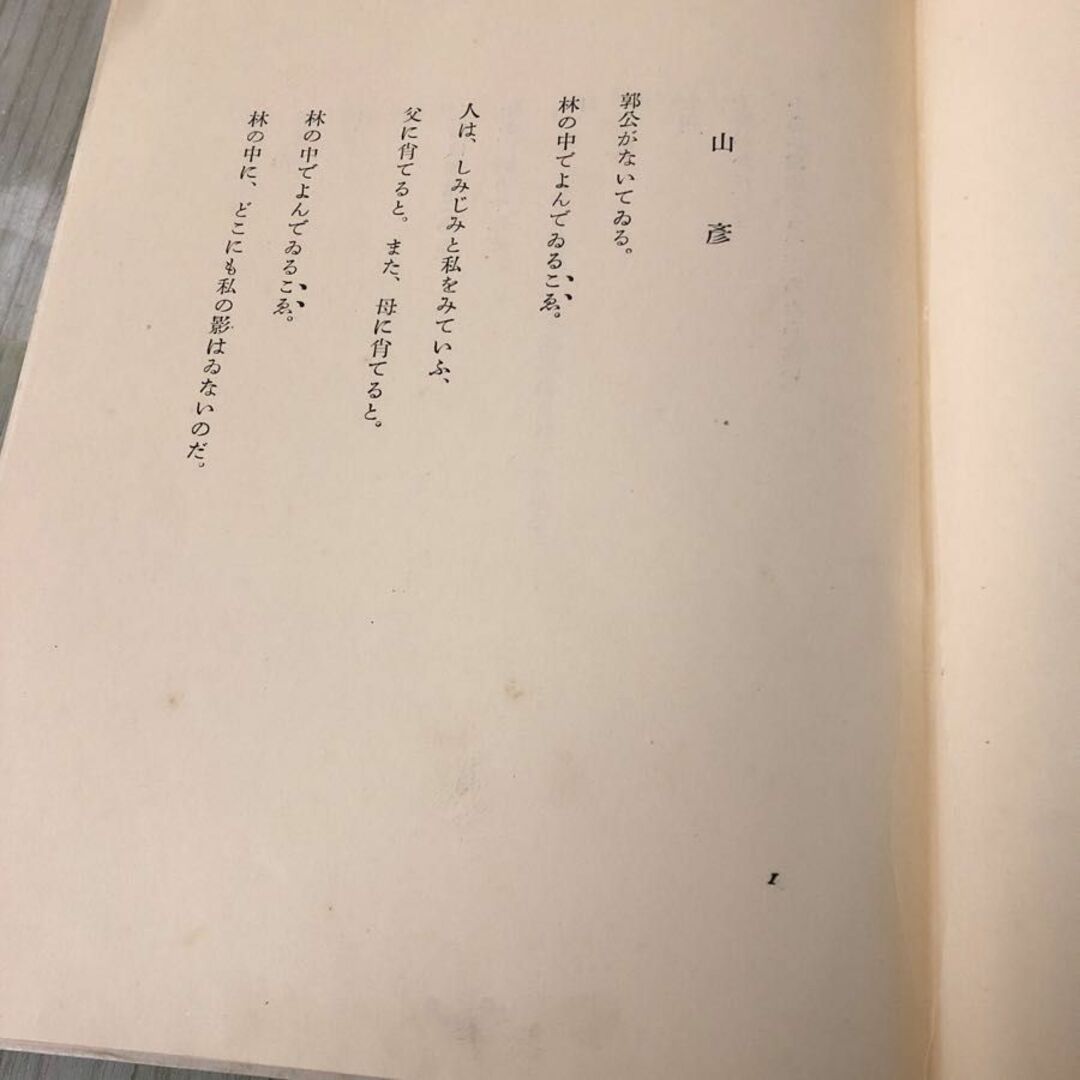 山彦
郭公がないてゐる。
林の中でよんでゐるこゑ。
人は、しみじみと私をみていふ、
父に肖てると。また、母に肖てると。
林の中でよんでゐるこゑ。
林の中に、どこにも私の影はゐないのだ。
1